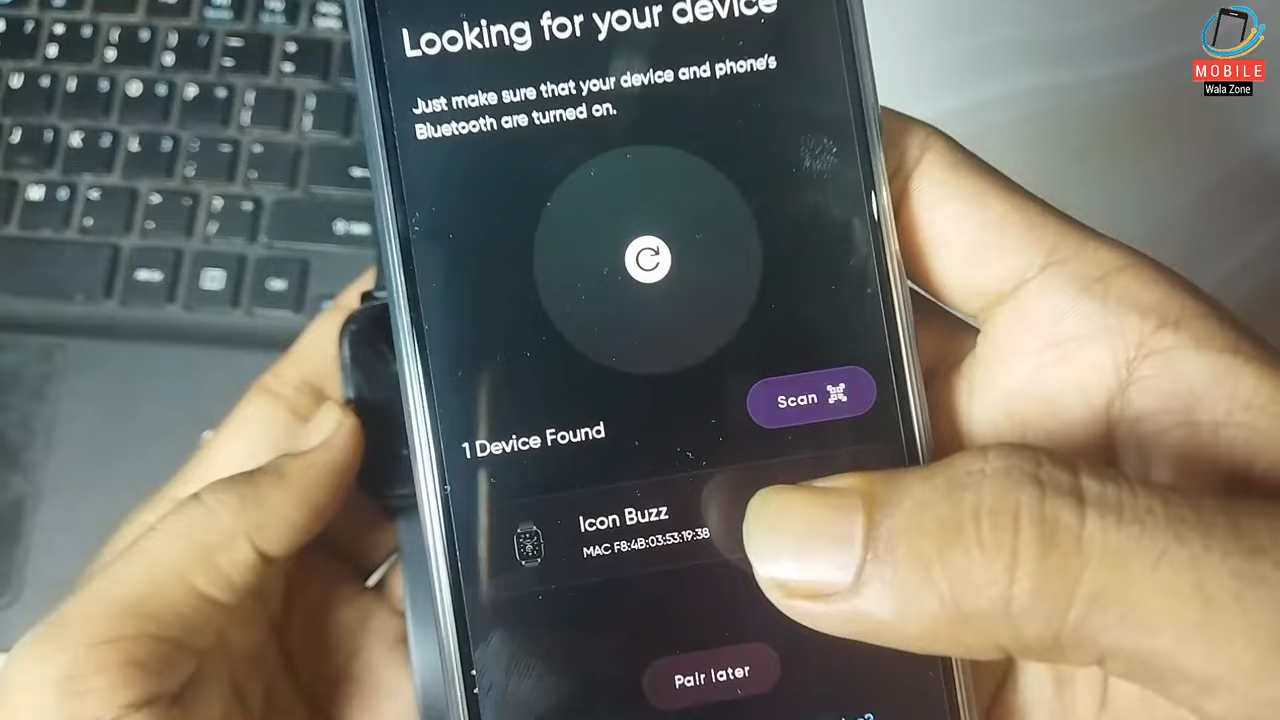 Looking for your device
Just make sure that your device and phone's
Bluetooth are turned on.
Scan
1 Device Found
Icon Buzz
MAC F8:4B:03:53:19:38
Pair later
MOBILE
Wala Zone